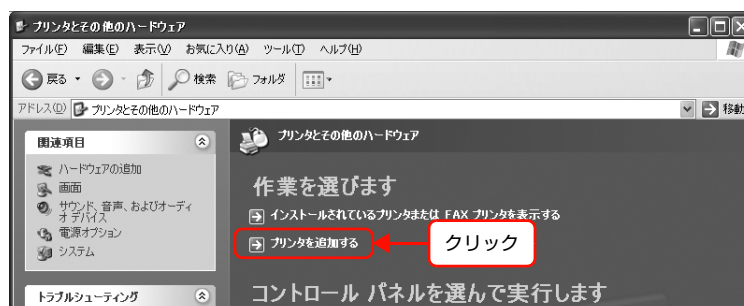 プリンタとその他のハードウェア
ファイル(F) 編集(E) 表示(V) お気に入り(A) ツール(T) ヘルプ(H)
戻る 検索 フォルダ
アドレス(D) プリンタとその他のハードウェア 移動
関連項目
ハードウェアの追加
画面
サウンド、音声、およびオーディ
オ デバイス
電源オプション
システム
トラブルシューティング
プリンタとその他のハードウェア
作業を選びます
インストールされているプリンタまたは FAX プリンタを表示する
プリンタを追加する
クリック
コントロール パネルを選んで実行します